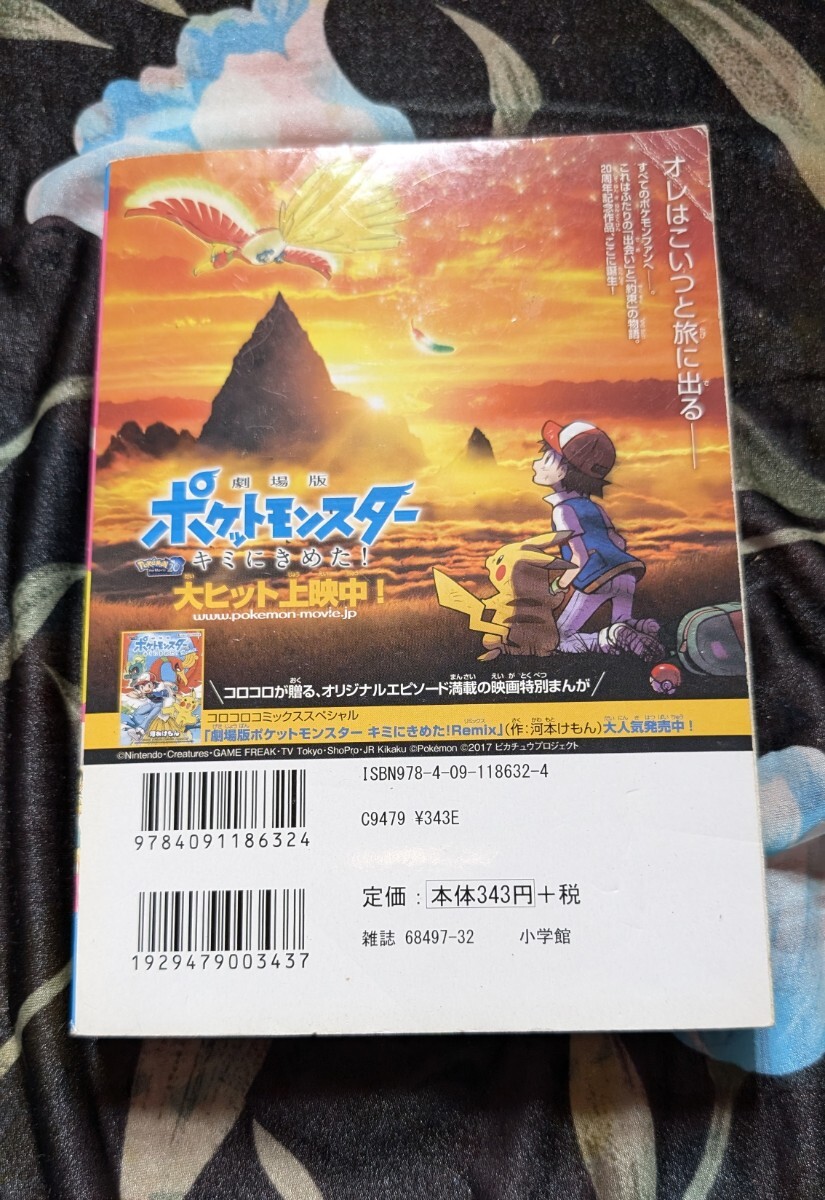 オレはこいつと旅に出る——
すべてのポケモンファンへ——。
これはふたりの「出会い」と「約束」の物語。
20周年記念作品、ここに誕生!
劇場版
ポケットモンスター
キミにきめた!
大ヒット上映中!
www.pokemon-movie.jp
コロコロが贈る、オリジナルエピソード満載の映画特別まんが
コロコロコミックススペシャル
「劇場版ポケットモンスター キミにきめた!Remix」(作:河本けもん)大人気発売中!
©Nintendo・Creatures・GAME FREAK・TV Tokyo・ShoPro・JR Kikaku ©Pokémon ©2017 ピカチュウプロジェクト
ISBN978-4-09-118632-4
C9479 ¥343E
9784091186324
定価:本体343円+税
雑誌 68497-32 小学館
1929479003437